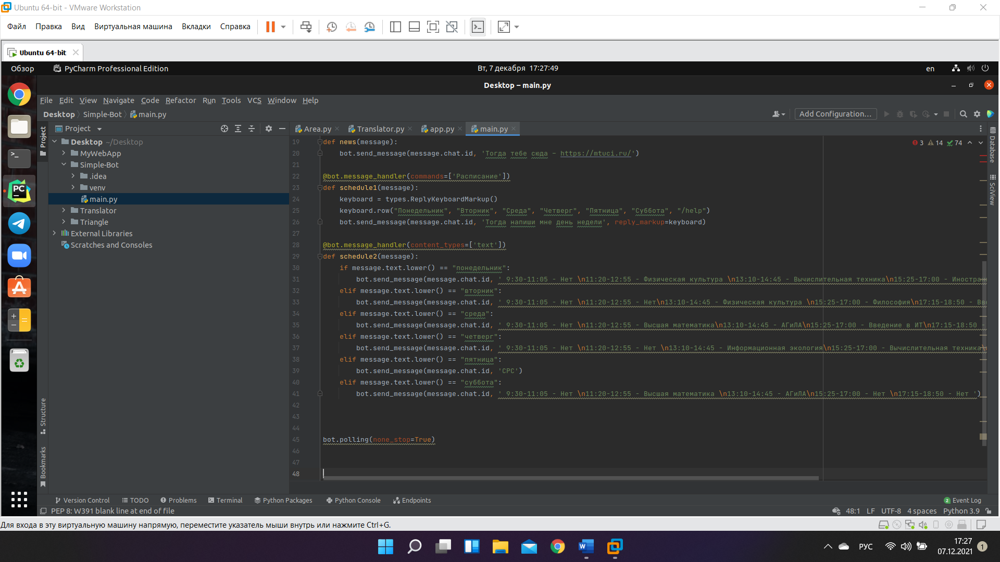 Ubuntu 64-bit - VMware Workstation
Файл Правка Вид Виртуальная машина Вкладки Справка
Ubuntu 64-bit
Обзор PyCharm Professional Edition Вт, 7 декабря 17:27:49 en
Desktop – main.py
File Edit View Navigate Code Refactor Run Tools VCS Window Help
Desktop Simple-Bot main.py Add Configuration...
Project Project Area.py Translator.py app.py main.py
Desktop ~/Desktop
MyWebApp
Simple-Bot
.idea
venv
main.py
Translator
Triangle
External Libraries
Scratches and Consoles
3 14 74
19 def news(message):
20 bot.send_message(message.chat.id, 'Тогда тебе сюда – https://mtuci.ru/')
21
22 @bot.message_handler(commands=['Расписание'])
23 def schedule1(message):
24 keyboard = types.ReplyKeyboardMarkup()
25 keyboard.row("Понедельник", "Вторник", "Среда", "Четверг", "Пятница", "Суббота", "/help")
26 bot.send_message(message.chat.id, 'Тогда напиши мне день недели', reply_markup=keyboard)
27
28 @bot.message_handler(content_types=['text'])
29 def schedule2(message):
30 if message.text.lower() == "понедельник":
31 bot.send_message(message.chat.id, ' 9:30-11:05 - Нет \n11:20-12:55 - Физическая культура \n13:10-14:45 - Вычислительная техника\n15:25-17:00 - Иностран
32 elif message.text.lower() == "вторник":
33 bot.send_message(message.chat.id, ' 9:30-11:05 - Нет \n11:20-12:55 - Нет\n13:10-14:45 - Физическая культура \n15:25-17:00 - Философия\n17:15-18:50 - Вве
34 elif message.text.lower() == "среда":
35 bot.send_message(message.chat.id, ' 9:30-11:05 - Нет \n11:20-12:55 - Высшая математика\n13:10-14:45 - АГиЛА\n15:25-17:00 - Введение в ИТ\n17:15-18:50 -
36 elif message.text.lower() == "четверг":
37 bot.send_message(message.chat.id, ' 9:30-11:05 - Нет \n11:20-12:55 - Нет \n13:10-14:45 - Информационная экология\n15:25-17:00 - Вычислительная техника\
38 elif message.text.lower() == "пятница":
39 bot.send_message(message.chat.id, 'СРС')
40 elif message.text.lower() == "суббота":
41 bot.send_message(message.chat.id, ' 9:30-11:05 - Нет \n11:20-12:55 - Высшая математика \n13:10-14:45 - АГиЛА\n15:25-17:00 - Нет \n17:15-18:50 - Нет ')
42
43
44
45 bot.polling(none_stop=True)
46
47
48
Database
SciView
Structure
Bookmarks
Version Control TODO Problems Terminal Python Packages Python Console Endpoints 2 Event Log
PEP 8: W391 blank line at end of file 48:1 LF UTF-8 4 spaces Python 3.9
Для входа в эту виртуальную машину напрямую, переместите указатель мыши внутрь или нажмите Ctrl+G.
РУС 17:27
07.12.2021 1